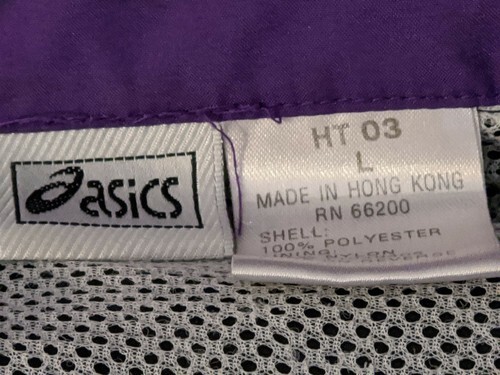 asics
HT 03
L
MADE IN HONG KONG
RN 66200
SHELL:
100% POLYESTER